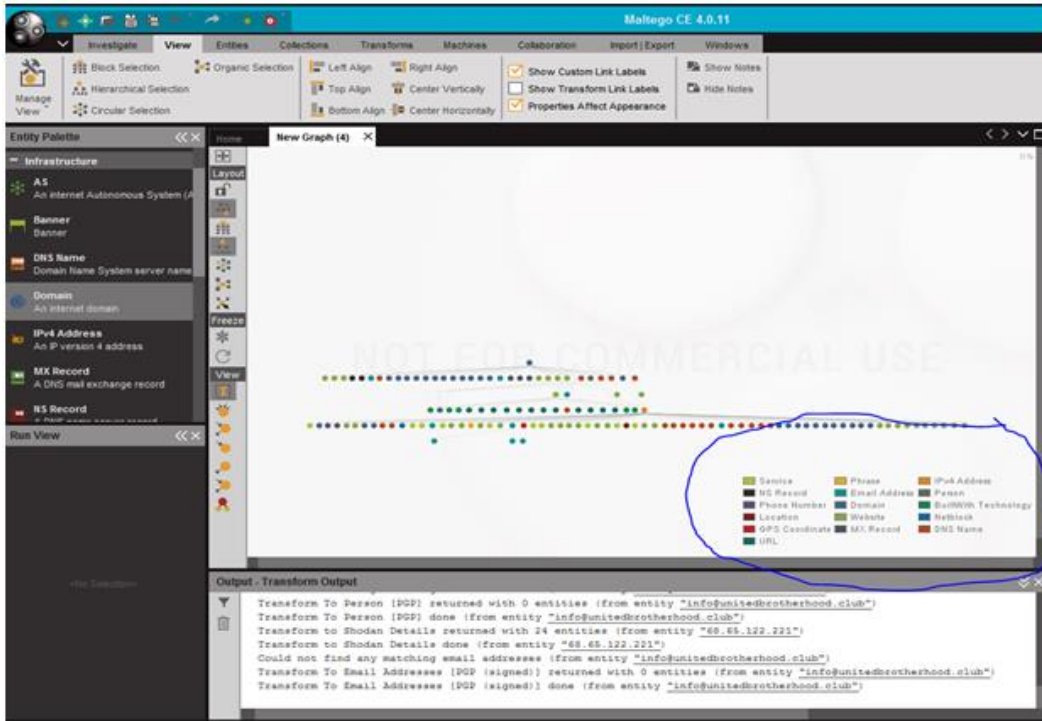 Maltego CE 4.0.11
Investigate View Entities Collections Transforms Machines Collaboration Import | Export Windows
Manage View
Block Selection
Hierarchical Selection
Circular Selection
Organic Selection
Left Align
Top Align
Bottom Align
Right Align
Center Vertically
Center Horizontally
Show Custom Link Labels
Show Transform Link Labels
Properties Affect Appearance
Show Notes
Hide Notes
Entity Palette
Infrastructure
AS
An internet Autonomous System (A
Banner
Banner
DNS Name
Domain Name System server name
Domain
An internet domain
IPv4 Address
An IP version 4 address
MX Record
A DNS mail exchange record
NS Record
Run View
<No Selection>
Home New Graph (4)
Layout
Freeze
View
0%
NOT FOR COMMERCIAL USE
Service Phrase IPv4 Address
NS Record Email Address Person
Phone Number Domain BuiltWith Technology
Location Website Netblock
GPS Coordinate MX Record DNS Name
URL
Output - Transform Output
Transform To Person [PGP] returned with 0 entities (from entity "info@unitedbrotherhood.club")
Transform To Person [PGP] done (from entity "info@unitedbrotherhood.club")
Transform to Shodan Details returned with 24 entities (from entity "68.65.122.221")
Transform to Shodan Details done (from entity "68.65.122.221")
Could not find any matching email addresses (from entity "info@unitedbrotherhood.club")
Transform To Email Addresses [PGP (signed)] returned with 0 entities (from entity "info@unitedbrotherhood.club")
Transform To Email Addresses [PGP (signed)] done (from entity "info@unitedbrotherhood.club")